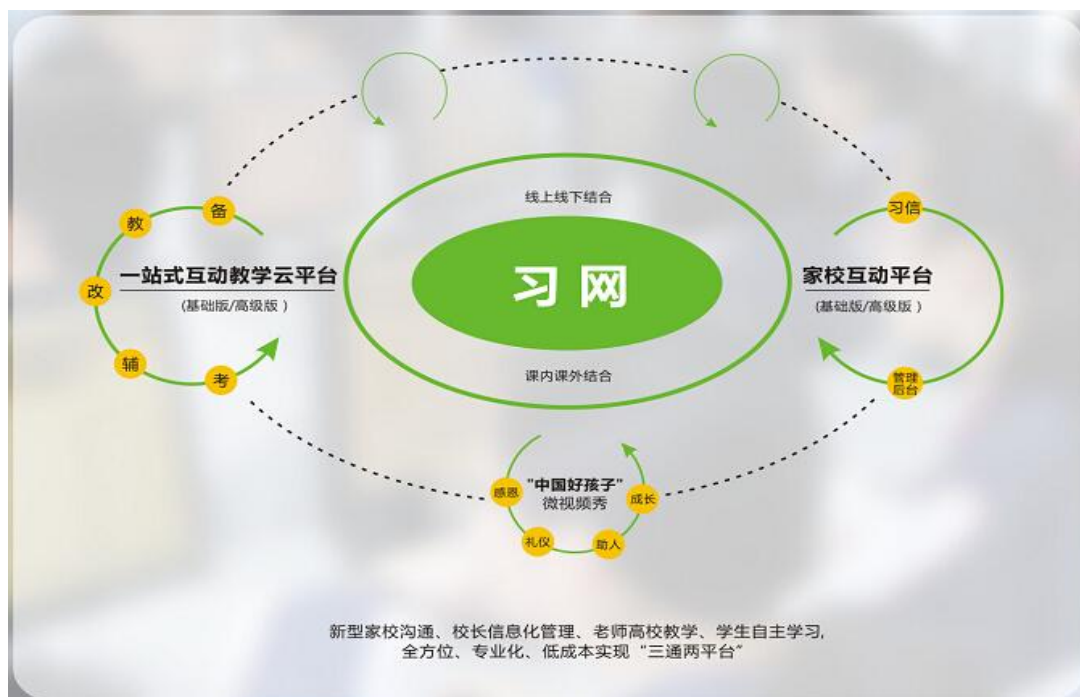 线上线下结合
习网
课内课外结合
备
教
改
辅
考
一站式互动教学云平台
(基础版/高级版 )
习信
家校互动平台
(基础版/高级版 )
管理
后台
"中国好孩子"
微视频秀
感恩
礼仪
助人
成长
新型家校沟通、校长信息化管理、老师高校教学、学生自主学习,
全方位、专业化、低成本实现 "三通两平台"